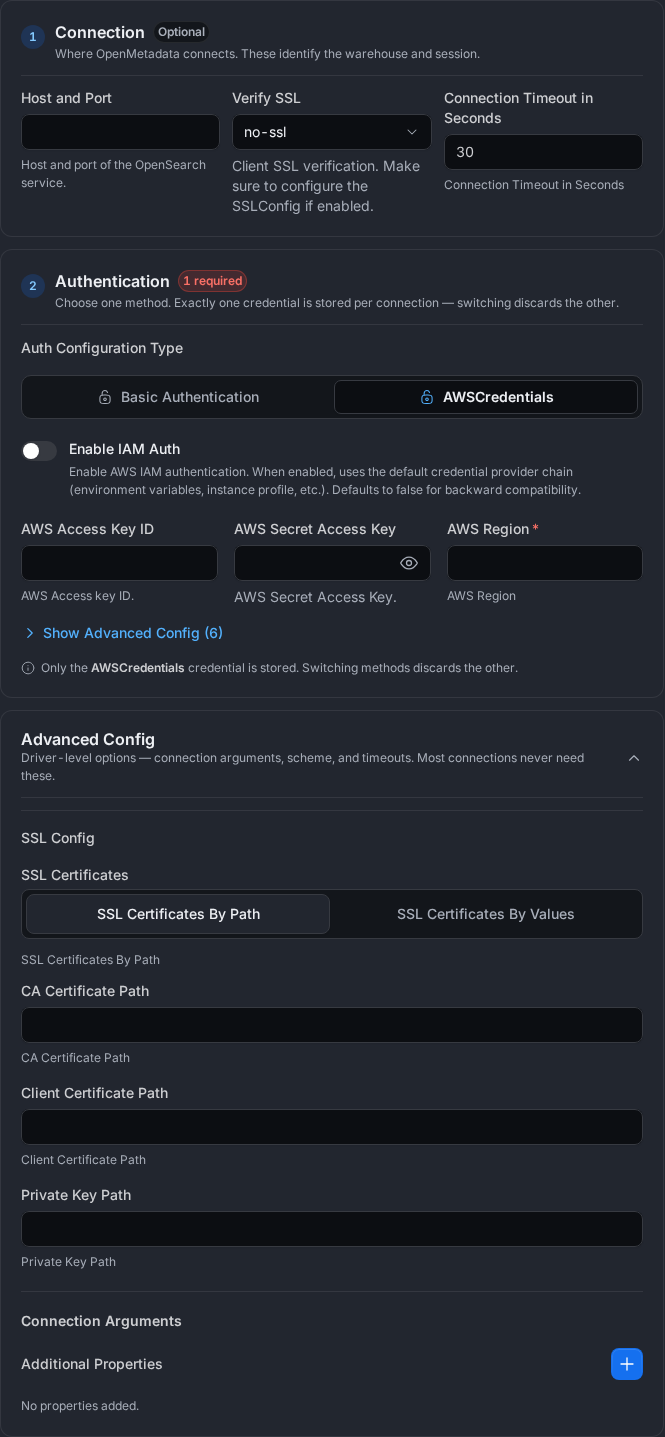 1
Connection Optional
Where OpenMetadata connects. These identify the warehouse and session.
Host and Port
Host and port of the OpenSearch
service.
Verify SSL
no-ssl
Client SSL verification. Make
sure to configure the
SSLConfig if enabled.
Connection Timeout in
Seconds
30
Connection Timeout in Seconds
2
Authentication 1 required
Choose one method. Exactly one credential is stored per connection — switching discards the other.
Auth Configuration Type
Basic Authentication
AWSCredentials
Enable IAM Auth
Enable AWS IAM authentication. When enabled, uses the default credential provider chain
(environment variables, instance profile, etc.). Defaults to false for backward compatibility.
AWS Access Key ID
AWS Access key ID.
AWS Secret Access Key
AWS Secret Access Key.
AWS Region *
AWS Region
Show Advanced Config (6)
Only the AWSCredentials credential is stored. Switching methods discards the other.
Advanced Config
Driver-level options — connection arguments, scheme, and timeouts. Most connections never need
these.
SSL Config
SSL Certificates
SSL Certificates By Path
SSL Certificates By Values
SSL Certificates By Path
CA Certificate Path
CA Certificate Path
Client Certificate Path
Client Certificate Path
Private Key Path
Private Key Path
Connection Arguments
Additional Properties
No properties added.